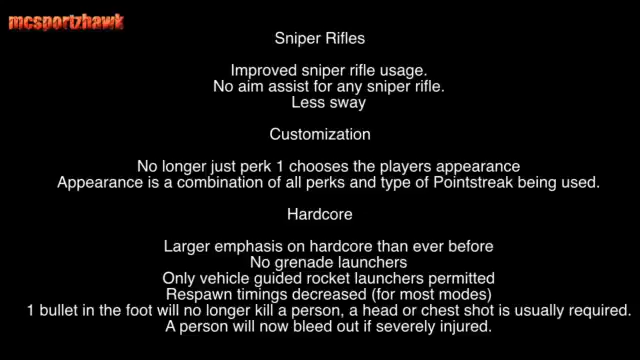 mcsportzhawk
Sniper Rifles
Improved sniper rifle usage.
No aim assist for any sniper rifle.
Less sway
Customization
No longer just perk 1 chooses the players appearance
Appearance is a combination of all perks and type of Pointstreak being used.
Hardcore
Larger emphasis on hardcore than ever before
No grenade launchers
Only vehicle guided rocket launchers permitted
Respawn timings decreased (for most modes)
1 bullet in the foot will no longer kill a person, a head or chest shot is usually required.
A person will now bleed out if severely injured.